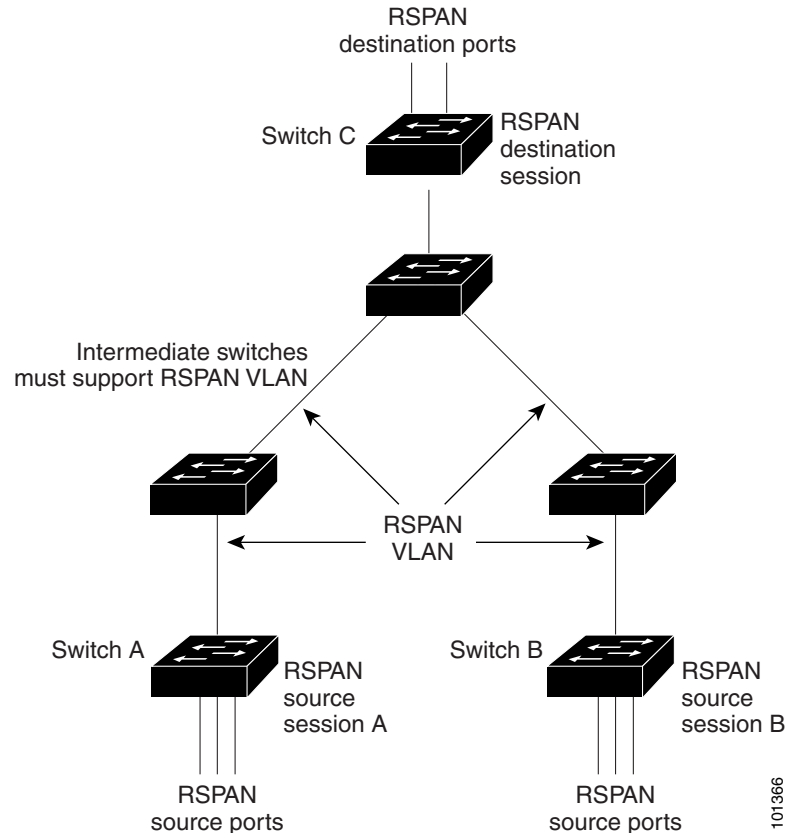 RSPAN
destination ports
Switch C
RSPAN
destination
session
Intermediate switches
must support RSPAN VLAN
RSPAN
VLAN
Switch A
RSPAN
source
session A
Switch B
RSPAN
source
session B
RSPAN
source ports
RSPAN
source ports
101366